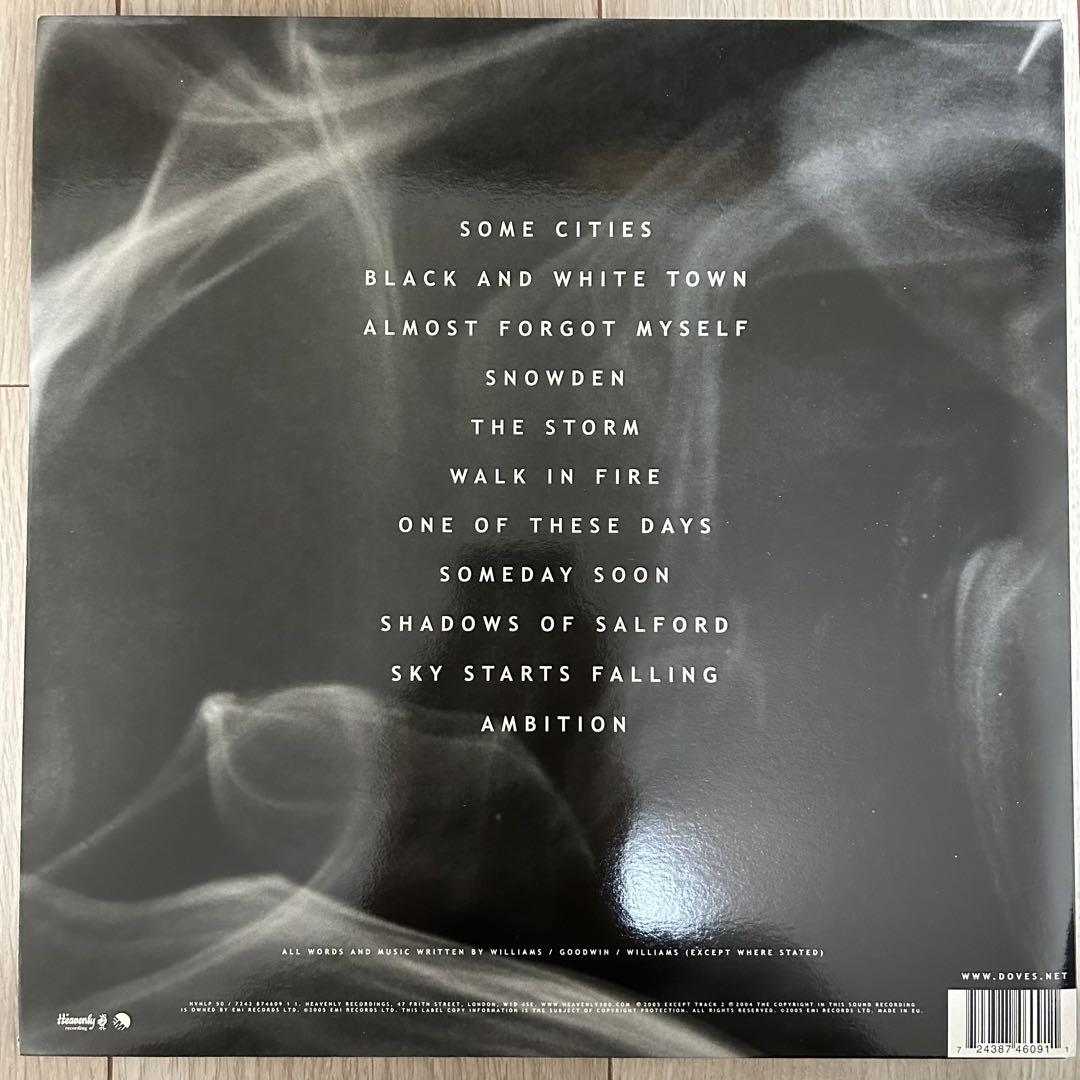 SOME CITIES
BLACK AND WHITE TOWN
ALMOST FORGOT MYSELF
SNOWDEN
THE STORM
WALK IN FIRE
ONE OF THESE DAYS
SOMEDAY SOON
SHADOWS OF SALFORD
SKY STARTS FALLING
AMBITION
ALL WORDS AND MUSIC WRITTEN BY WILLIAMS / GOODWIN / WILLIAMS (EXCEPT WHERE STATED)
WWW.DOVES.NET
HVNLP 50 / 7243 874609 1 1. HEAVENLY RECORDINGS, 47 FRITH STREET, LONDON, W1D 4SE. WWW.HEAVENLY100.COM ℗ 2005 EXCEPT TRACK 2 ℗ 2004 THE COPYRIGHT IN THIS SOUND RECORDING
IS OWNED BY EMI RECORDS LTD. ©2005 EMI RECORDS LTD. THIS LABEL COPY INFORMATION IS THE SUBJECT OF COPYRIGHT PROTECTION. ALL RIGHTS RESERVED. ©2005 EMI RECORDS LTD. MADE IN EU.
Heavenly
recording
7 24387 46091 1